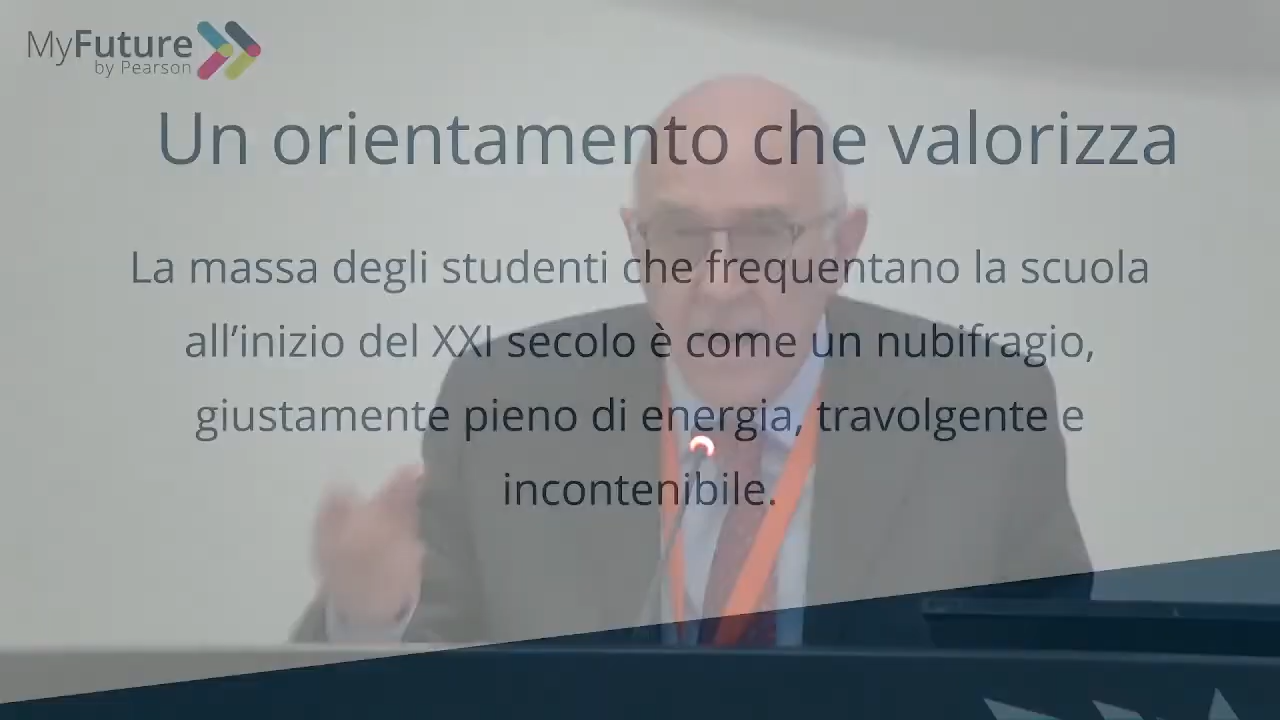 MyFuture
by Pearson
Un orientamento che valorizza
La massa degli studenti che frequentano la scuola
all’inizio del XXI secolo è come un nubifragio,
giustamente pieno di energia, travolgente e
incontenibile.